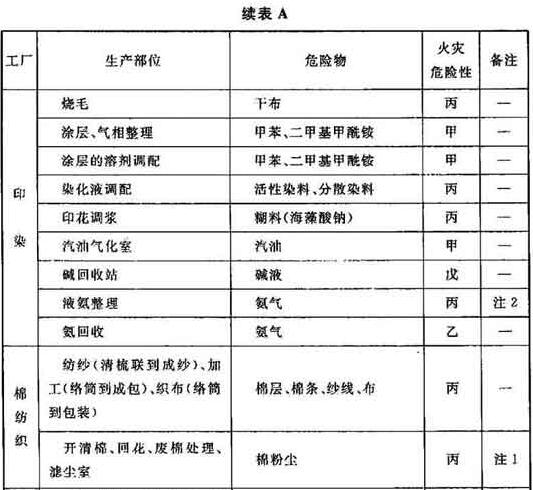 续表 A
工厂 生产部位 危险物 火灾危险性 备注
印染
烧毛 干布 丙 —
涂层、气相整理 甲苯、二甲基甲酰铵 甲 —
涂层的溶剂调配 甲苯、二甲基甲酰铵 甲 —
染化液调配 活性染料、分散染料 丙 —
印花调浆 糊料(海藻酸钠) 丙 —
汽油气化室 汽油 甲 —
碱回收站 碱液 戊 —
液氨整理 氨气 丙 注 2
氨回收 氨气 乙 —
棉纺织
纺纱(清梳联到成纱)、加
工(络筒到成包)、织布(络筒
到包装)
棉层、棉条、纱线、布 丙 —
开清棉、回花、废棉处理、
滤尘室
棉粉尘 丙 注 1